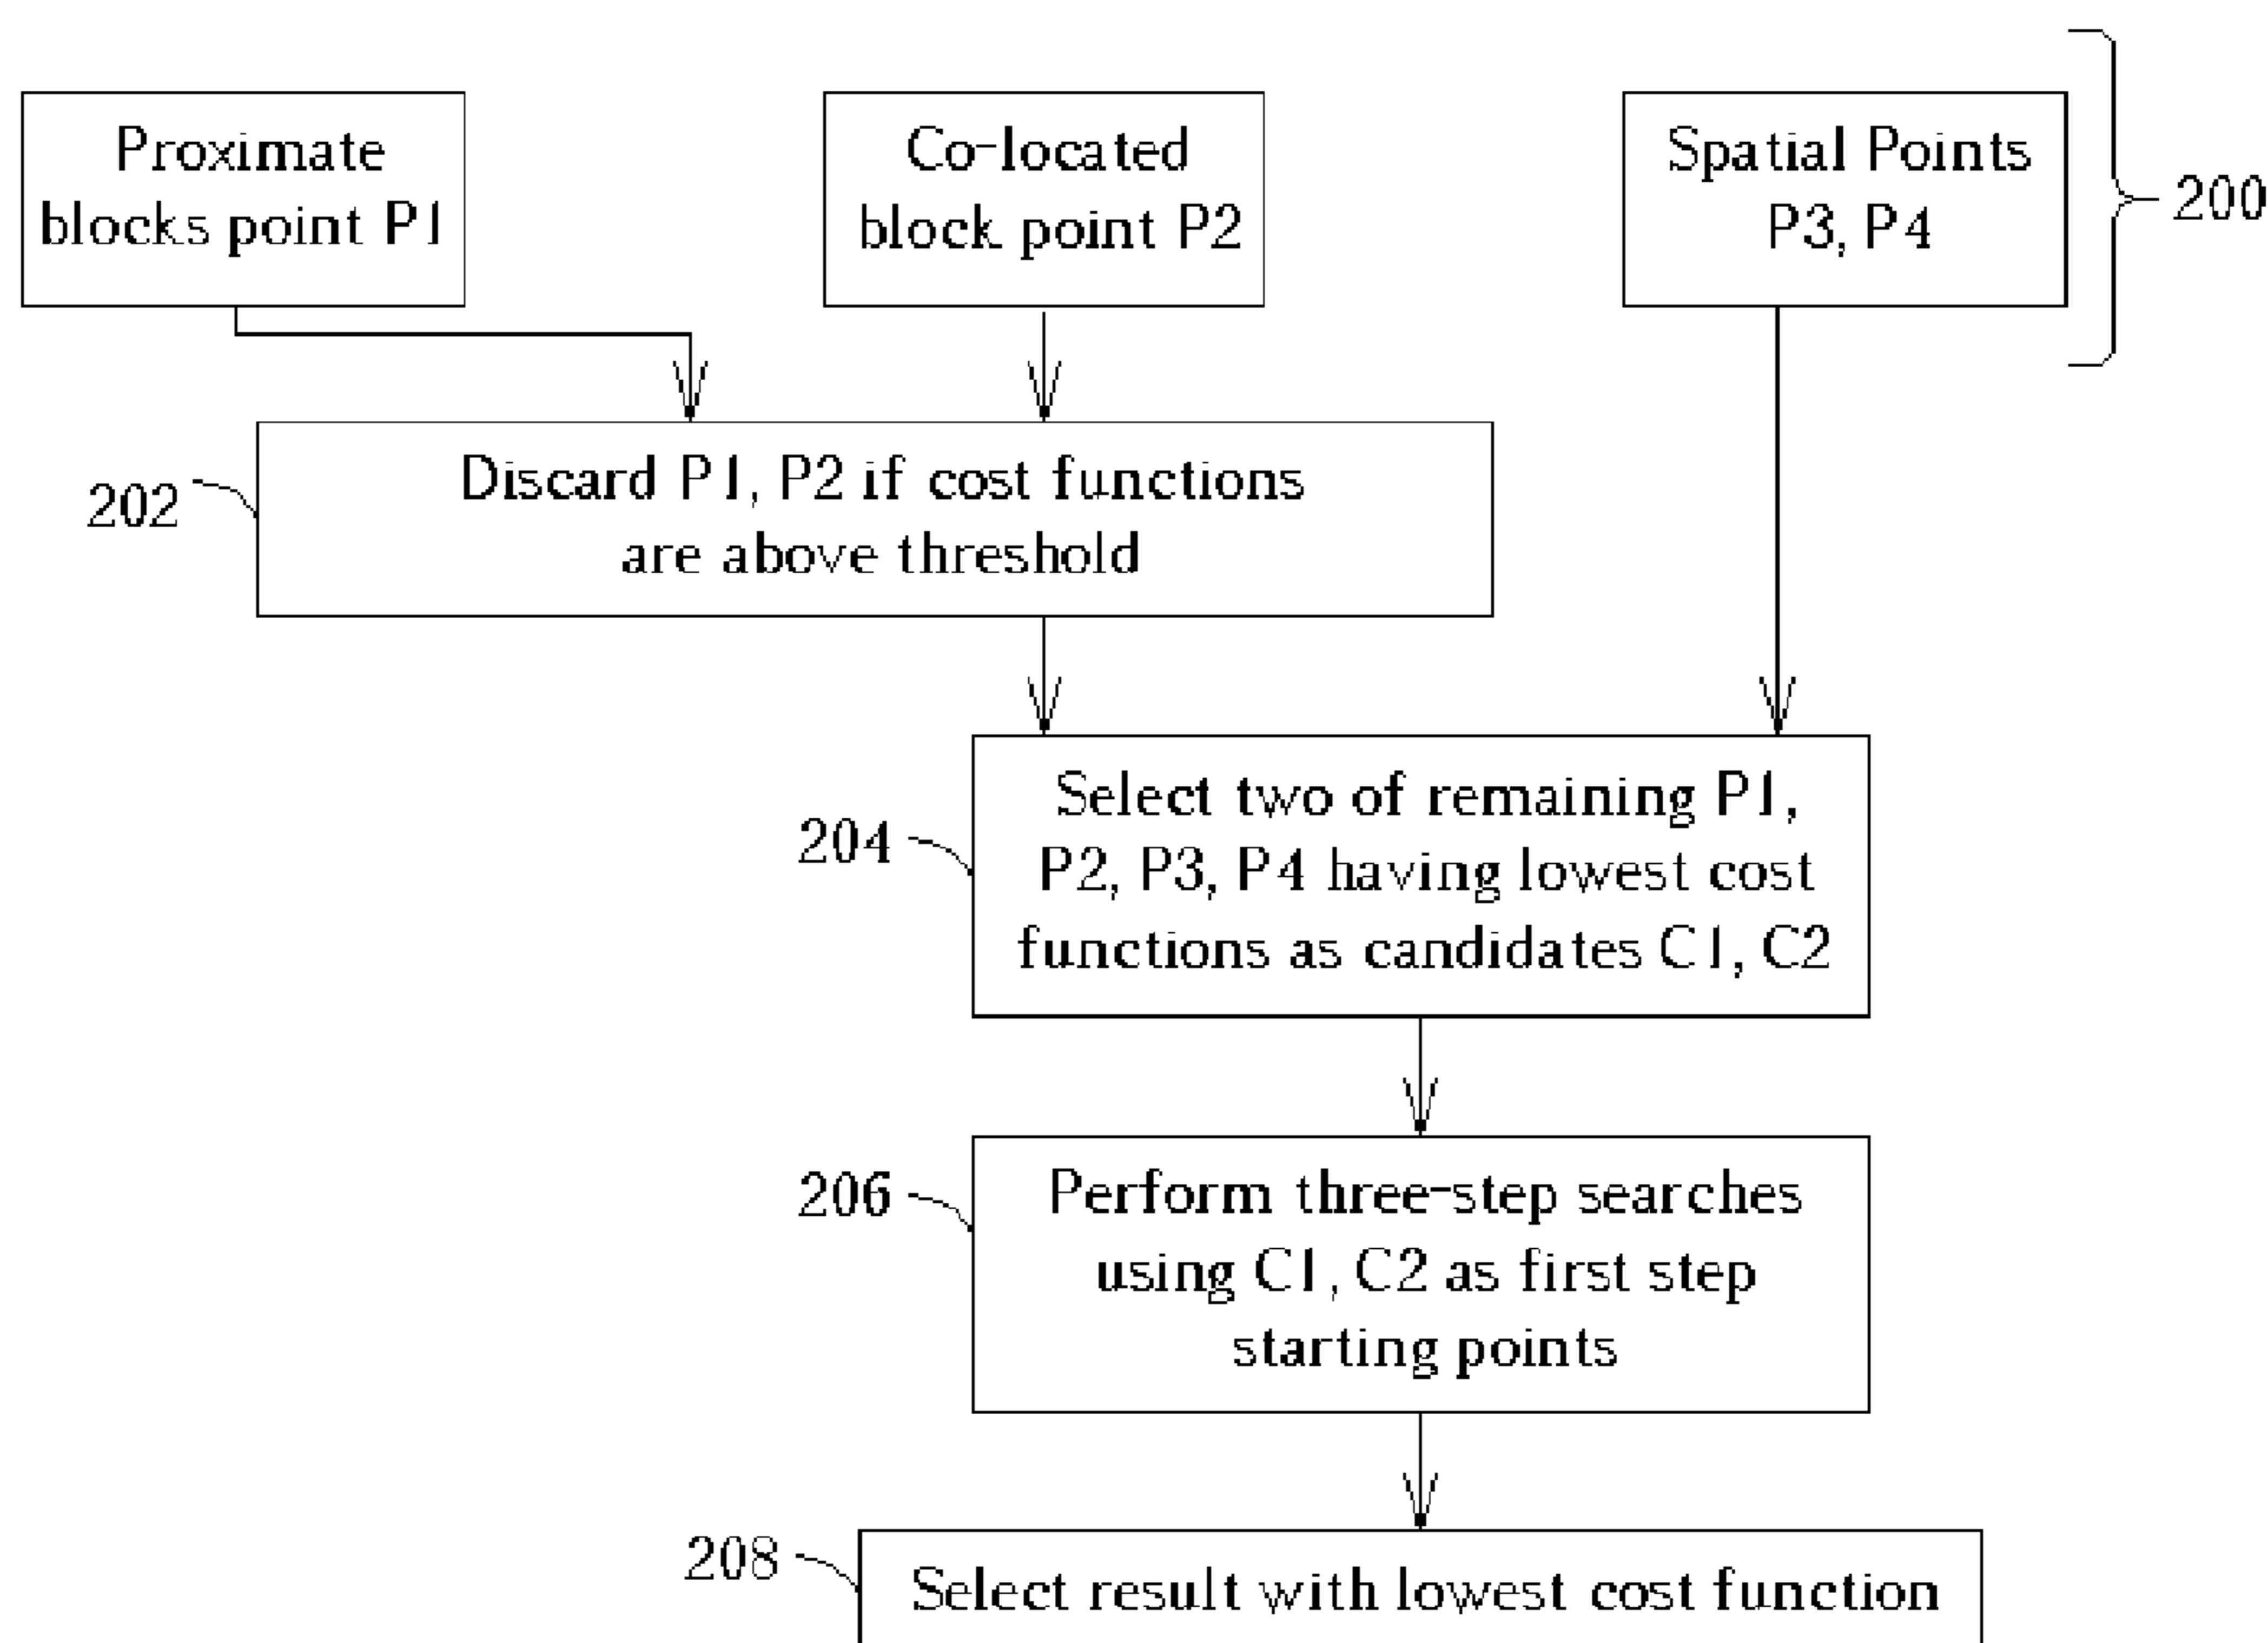 Proximate
blocks point P1
Co-located
block point P2
Spatial Points
P3, P4
200
Discard P1, P2 if cost functions
are above threshold
202
Select two of remaining P1,
P2, P3, P4 having lowest cost
functions as candidates C1, C2
204
Perform three-step searches
using C1, C2 as first step
starting points
206
Select result with lowest cost function
208